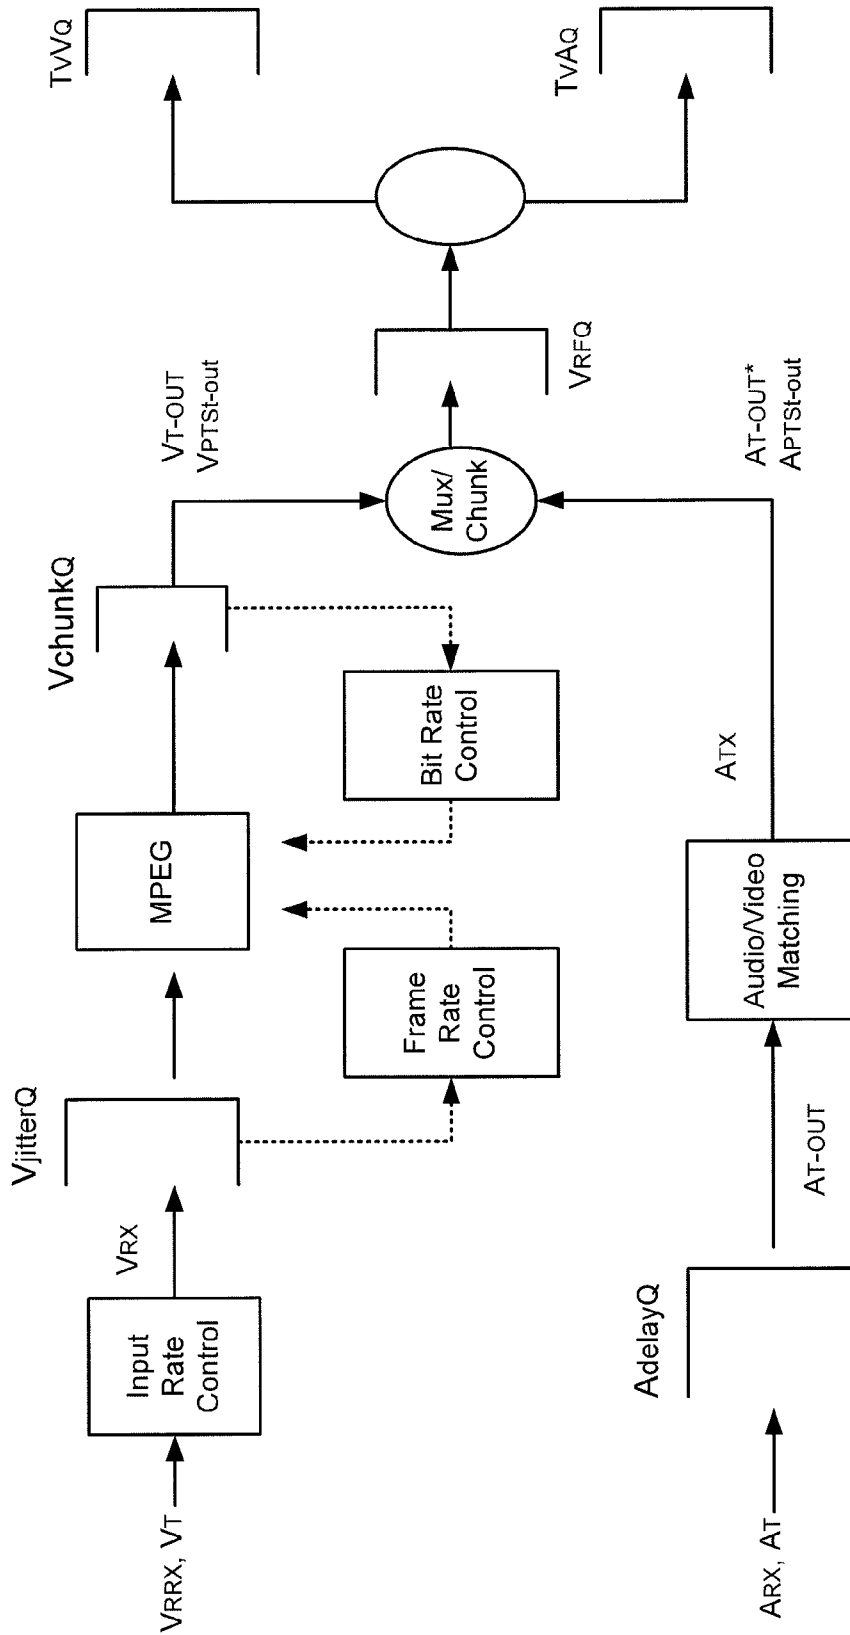 VRRX, VT
Input
Rate
Control
VRX
VjitterQ
Frame
Rate
Control
MPEG
Bit Rate
Control
VchunkQ
VT-OUT
VPTSt-out
Mux/
Chunk
VRFQ
TVVQ
TVAQ
ARX, AT
AdelayQ
AT-OUT
Audio/Video
Matching
ATX
AT-OUT*
APTSt-out